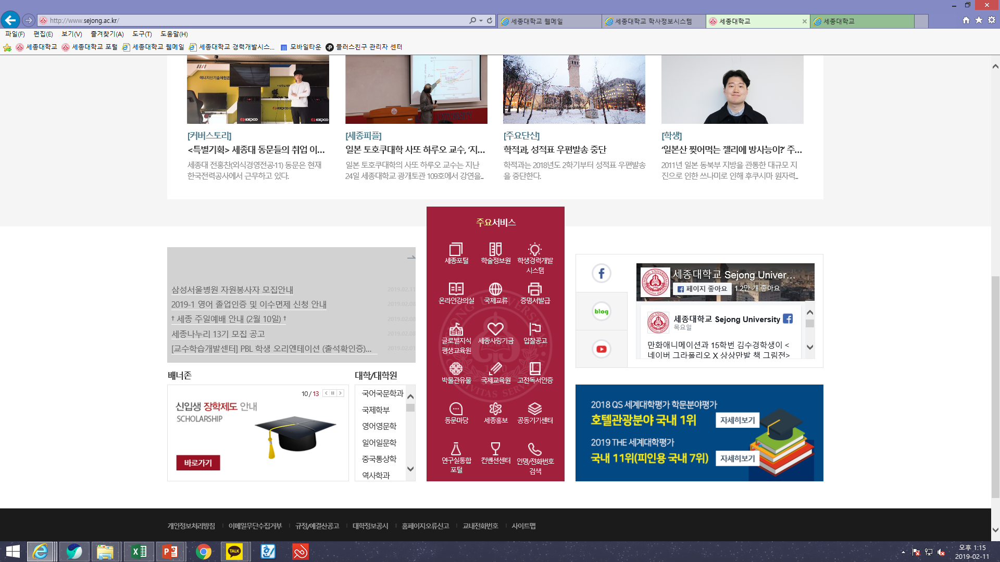 http://www.sejong.ac.kr/
세종대학교 웹메일
세종대학교 학사정보시스템
세종대학교
세종대학교
파일(F) 편집(E) 보기(V) 즐겨찾기(A) 도구(T) 도움말(H)
세종대학교 세종대학교 포털 세종대학교 웹메일 세종대학교 경력개발시스... 모바일타운 플러스친구 관리자 센터
[커버스토리]
<특별기획> 세종대 동문들의 취업 이...
세종대 전홍찬(외식경영전공·11) 동문은 현재
한국전력공사에서 근무하고 있다.
[세종피플]
일본 토호쿠대학 사또 하루오 교수, ‘지...
일본 토호쿠대학의 사또 하루오 교수는 지난
24일 세종대학교 광개토관 109호에서 강연을...
[주요단신]
학적과, 성적표 우편발송 중단
학적과는 2018년도 2학기부터 성적표 우편발송
을 중단한다.
[학생]
‘일본산 찢어먹는 젤리에 방사능이?’ 주...
2011년 일본 동북부 지방을 관통한 대규모 지
진으로 인한 쓰나미로 인해 후쿠시마 원자력...
삼성서울병원 자원봉사자 모집안내 2019.02.11
2019-1 영어 졸업인증 및 이수면제 신청 안내 2019.02.08
† 세종 주일예배 안내 (2월 10일) † 2019.02.08
세종나누리 13기 모집 공고 2019.02.08
[교수학습개발센터] PBL 학생 오리엔테이션 (출석확인증)... 2019.02.01
배너존
10 / 13
신입생 장학제도 안내
SCHOLARSHIP
바로가기
대학/대학원
국어국문학과
국제학부
영어영문학
일어일문학
중국통상학
역사학과
주요서비스
세종포털
학술정보원
학생경력개발
시스템
온라인강의실
국제교류
증명서발급
글로벌지식
평생교육원
세종사랑기금
입찰공고
박물관유물
국제교육원
고전독서인증
동문마당
세종홍보
공동기기센터
연구실통합
포털
컨벤션센터
인명/전화번호
검색
blog
세종대학교 Sejong Univer...
페이지 좋아요 1.2만 개 좋아요
세종대학교 Sejong University
목요일
만화애니메이션과 15학번 김수경학생이 <
네이버 그라폴리오 X 상상만발 책 그림전>
2018 QS 세계대학평가 학문분야평가
호텔관광분야 국내 1위 자세히보기
2019 THE 세계대학평가
국내 11위(피인용 국내 7위) 자세히보기
개인정보처리방침 이메일무단수집거부 규정/예결산공고 대학정보공시 홈페이지오류신고 교내전화번호 사이트맵
TALK
오후 1:15
2019-02-11